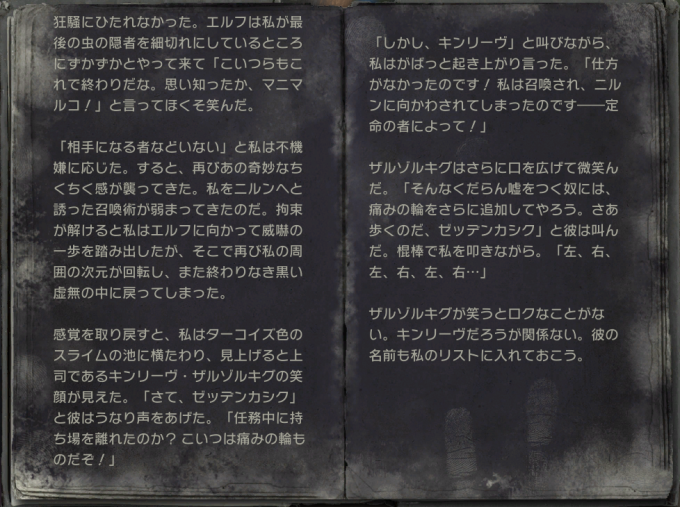 狂騒にひたれなかった。エルフは私が最
後の虫の隠者を細切れにしているところ
にずかずかとやって来て「こいつらもこ
れで終わりだな。思い知ったか、マニマ
ルコ！」と言ってほくそ笑んだ。
「相手になる者などいない」と私は不機
嫌に応じた。すると、再びあの奇妙なち
くちく感が襲ってきた。私をニルンへと
誘った召喚術が弱まってきたのだ。拘束
が解けると私はエルフに向かって威嚇の
一歩を踏み出したが、そこで再び私の周
囲の次元が回転し、また終わりなき黒い
虚無の中に戻ってしまった。
感覚を取り戻すと、私はターコイズ色の
スライムの池に横たわり、見上げると上
司であるキンリーヴ・ザルゾルキグの笑
顔が見えた。「さて、ゼッデンカシク」
と彼はうなり声をあげた。「任務中に持
ち場を離れたのか？ こいつは痛みの輪も
のだぞ！」
「しかし、キンリーヴ」と叫びながら、
私はがばっと起き上がり言った。「仕方
がなかったのです！ 私は召喚され、ニル
ンに向かわされてしまったのです――定
命の者によって！」
ザルゾルキグはさらに口を広げて微笑ん
だ。「そんなくだらん嘘をつく奴には、
痛みの輪をさらに追加してやろう。さあ
歩くのだ、ゼッデンカシク」と彼は叫ん
だ。棍棒で私を叩きながら。「左、右、
左、右、左、右…」
ザルゾルキグが笑うとロクなことがな
い。キンリーヴだろうが関係ない。彼の
名前も私のリストに入れておこう。